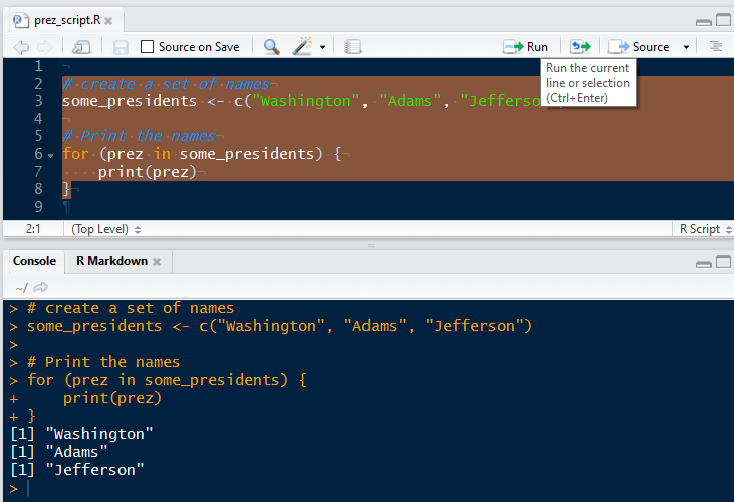 prez_script.R
Source on Save
Run
Source
Run the current
line or selection
(Ctrl+Enter)
1
2 # create a set of names
3 some_presidents <- c("Washington", "Adams", "Jefferso
4
5 # Print the names
6 for (prez in some_presidents) {
7     print(prez)
8 }
9
2:1 (Top Level) R Script
Console R Markdown
~/
> # create a set of names
> some_presidents <- c("Washington", "Adams", "Jefferson")
>
> # Print the names
> for (prez in some_presidents) {
+     print(prez)
+ }
[1] "Washington"
[1] "Adams"
[1] "Jefferson"
>